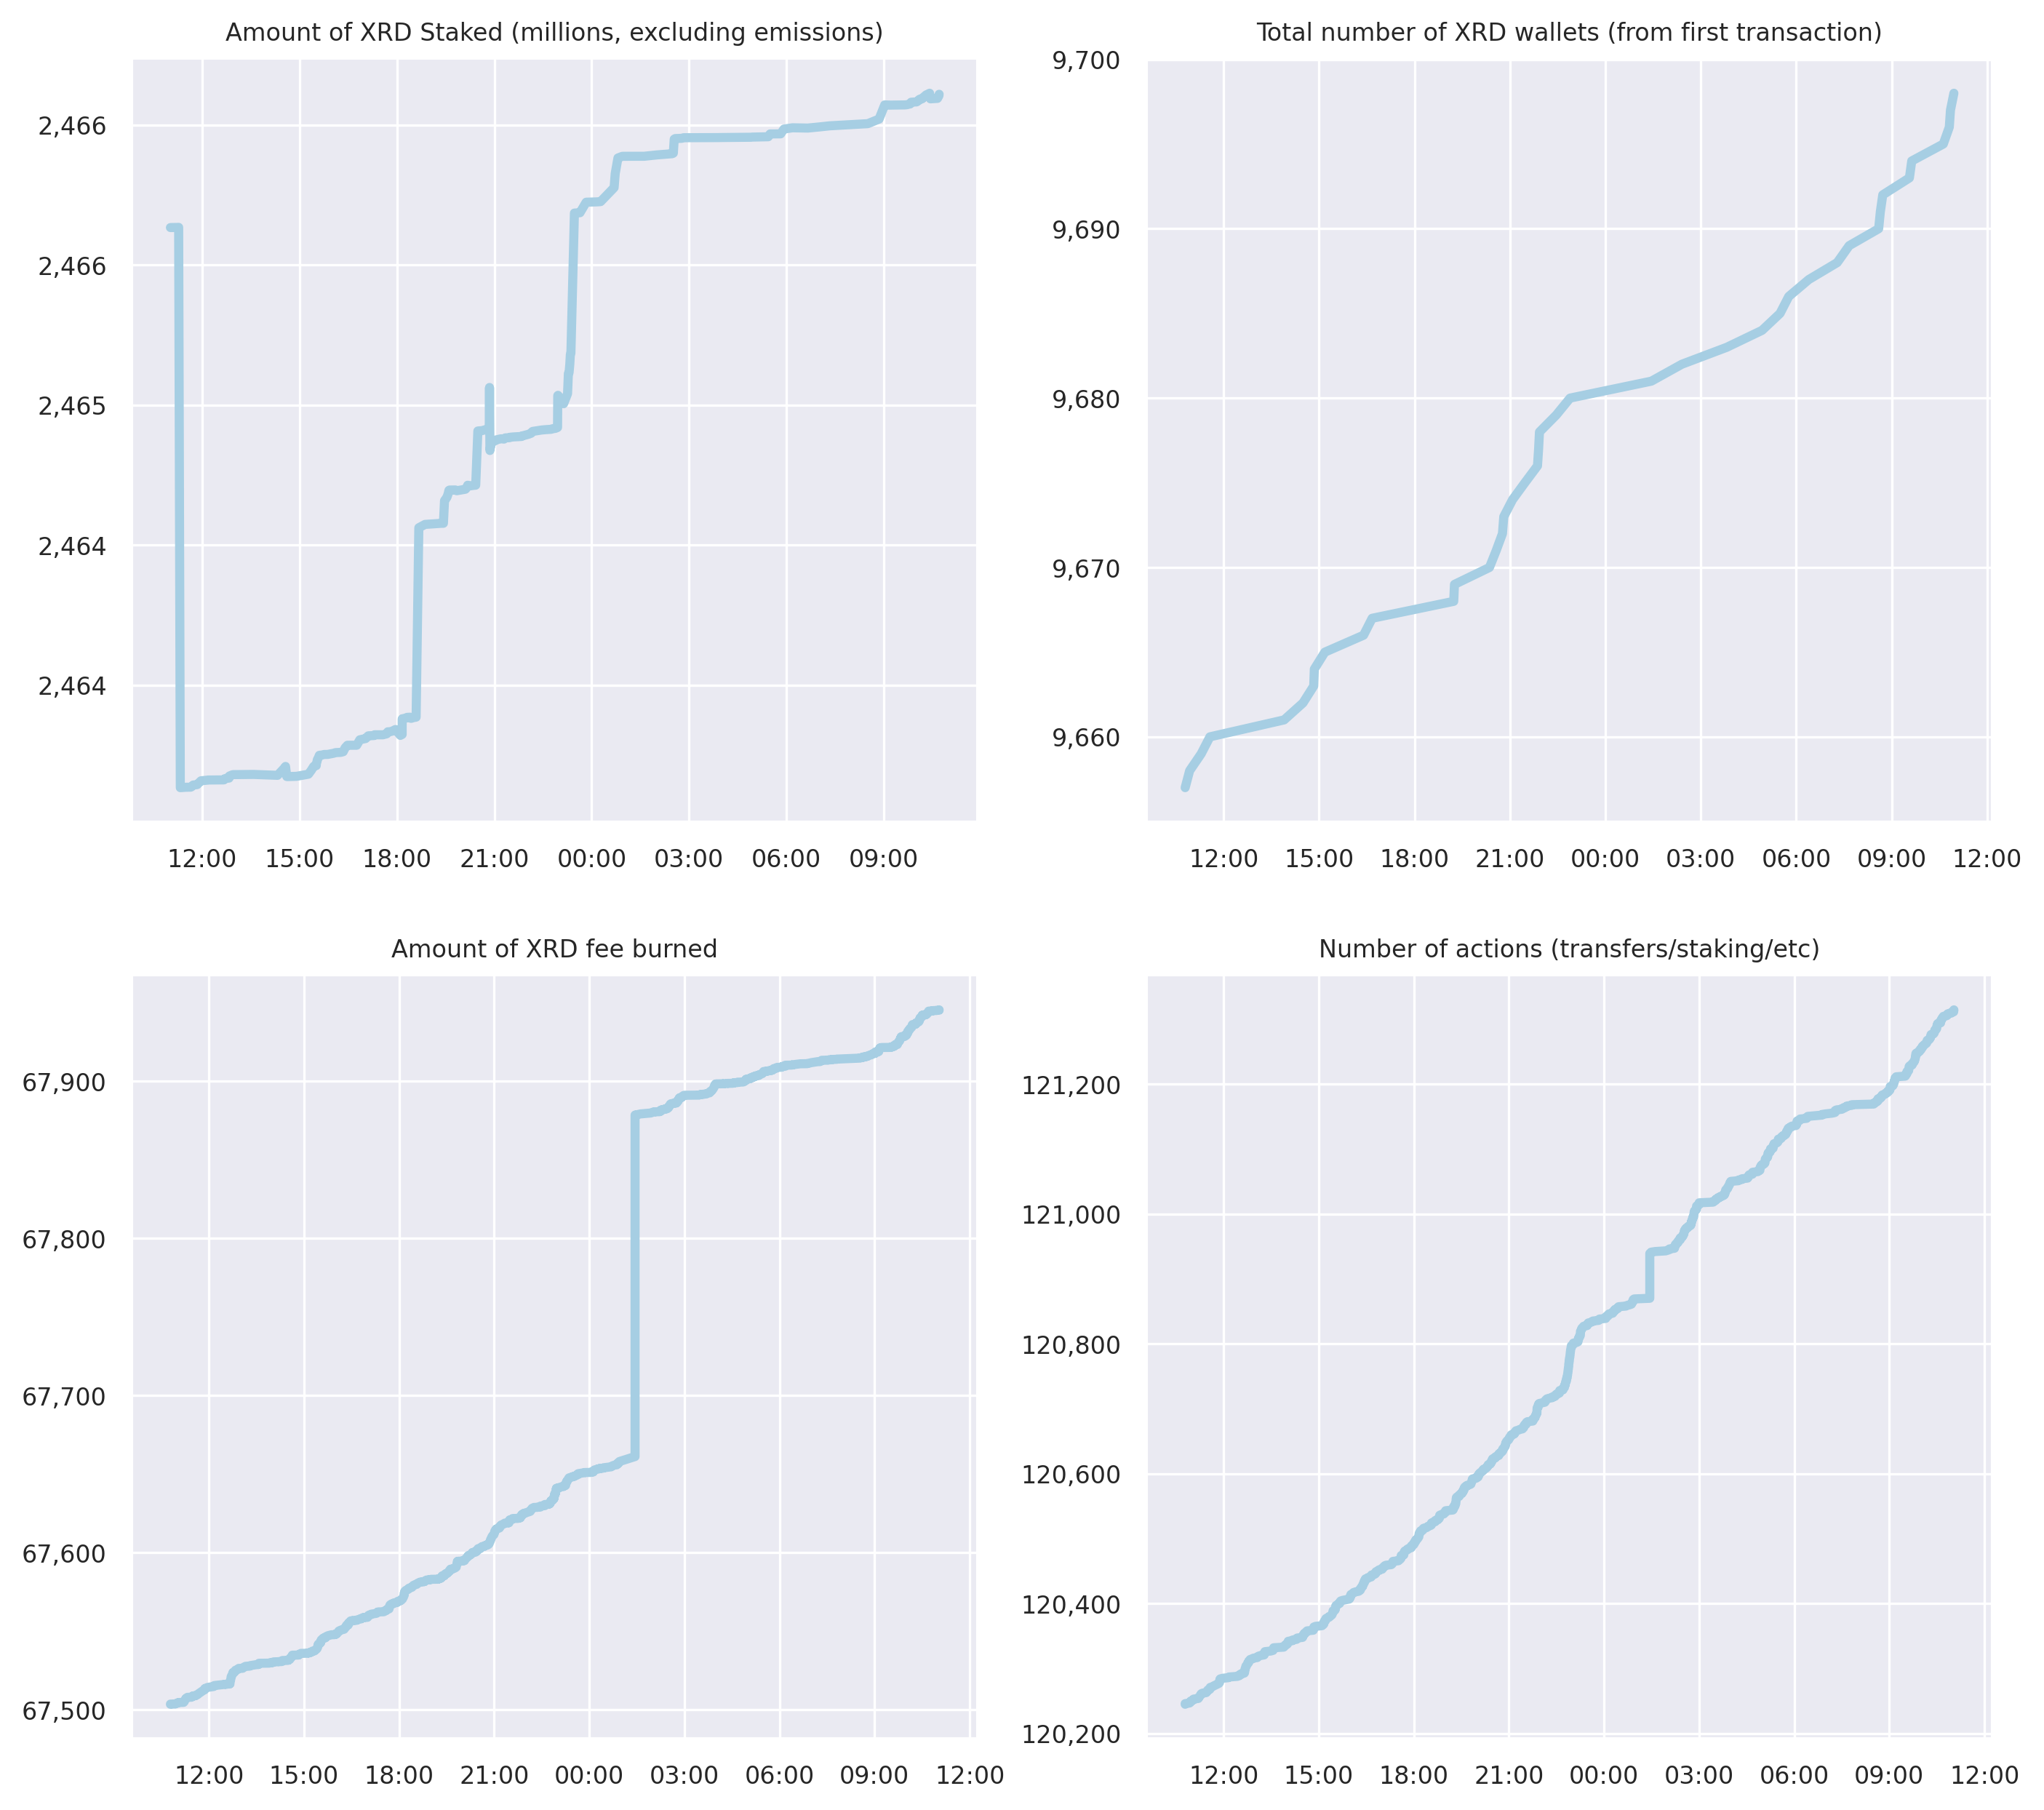 Amount of XRD Staked (millions, excluding emissions)
2,466
2,466
2,465
2,464
2,464
12:00 15:00 18:00 21:00 00:00 03:00 06:00 09:00
Total number of XRD wallets (from first transaction)
9,700
9,690
9,680
9,670
9,660
12:00 15:00 18:00 21:00 00:00 03:00 06:00 09:00 12:00
Amount of XRD fee burned
67,900
67,800
67,700
67,600
67,500
12:00 15:00 18:00 21:00 00:00 03:00 06:00 09:00 12:00
Number of actions (transfers/staking/etc)
121,200
121,000
120,800
120,600
120,400
120,200
12:00 15:00 18:00 21:00 00:00 03:00 06:00 09:00 12:00